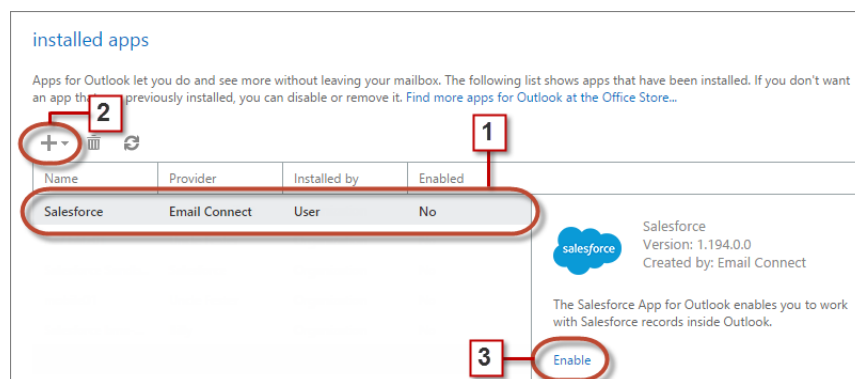 installed apps
Apps for Outlook let you do and see more without leaving your mailbox. The following list shows apps that have been installed. If you don't want
an app previously installed, you can disable or remove it. Find more apps for Outlook at the Office Store...
2
1
Name Provider Installed by Enabled
Salesforce Email Connect User No
salesforce
Salesforce
Version: 1.194.0.0
Created by: Email Connect
The Salesforce App for Outlook enables you to work
with Salesforce records inside Outlook.
3
Enable